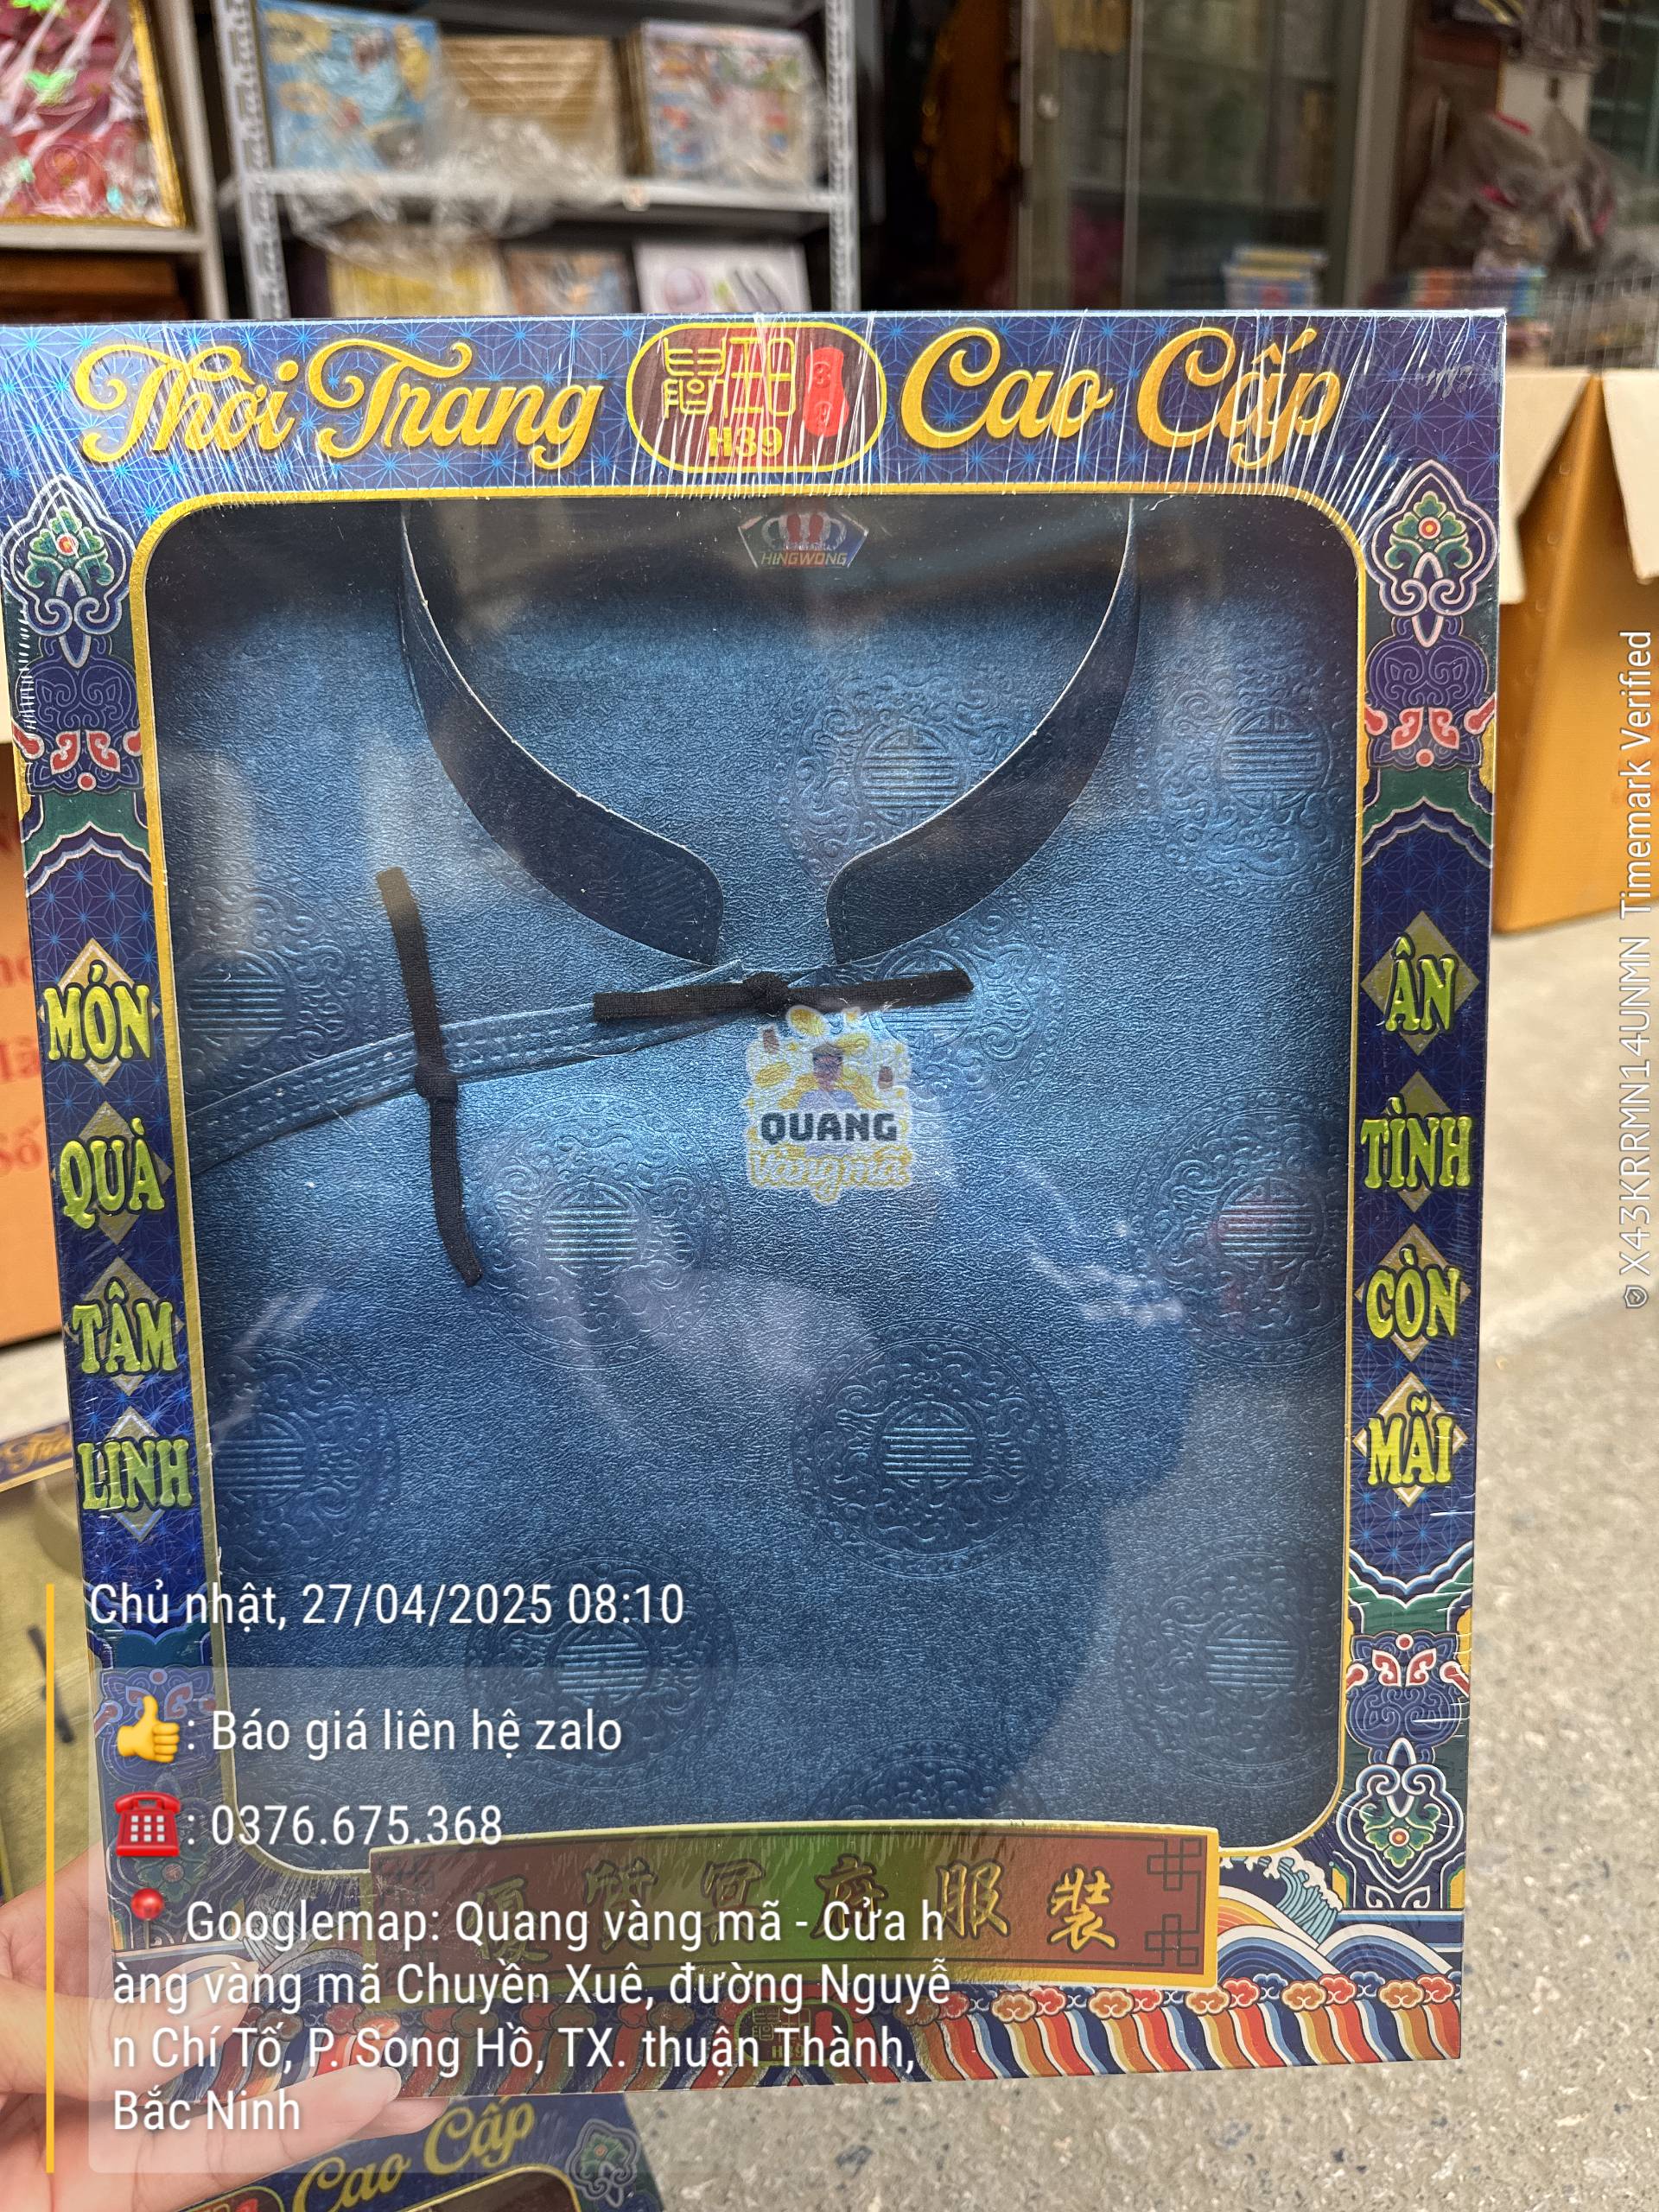 Thời Trang
H39
Cao Cấp
HINGWONG
MÓN
QUÀ
TÂM
LINH
ÂN
TÌNH
CÒN
MÃI
QUANG
vàng mã
Chủ nhật, 27/04/2025 08:10
👍: Báo giá liên hệ zalo
☎: 0376.675.368
📍 Googlemap: Quang vàng mã - Cửa h
àng vàng mã Chuyền Xuê, đường Nguyễ
n Chí Tố, P. Song Hồ, TX. thuận Thành,
Bắc Ninh
服裝
Cao Cấp
X43KRRMN14UNMN Timemark Verified